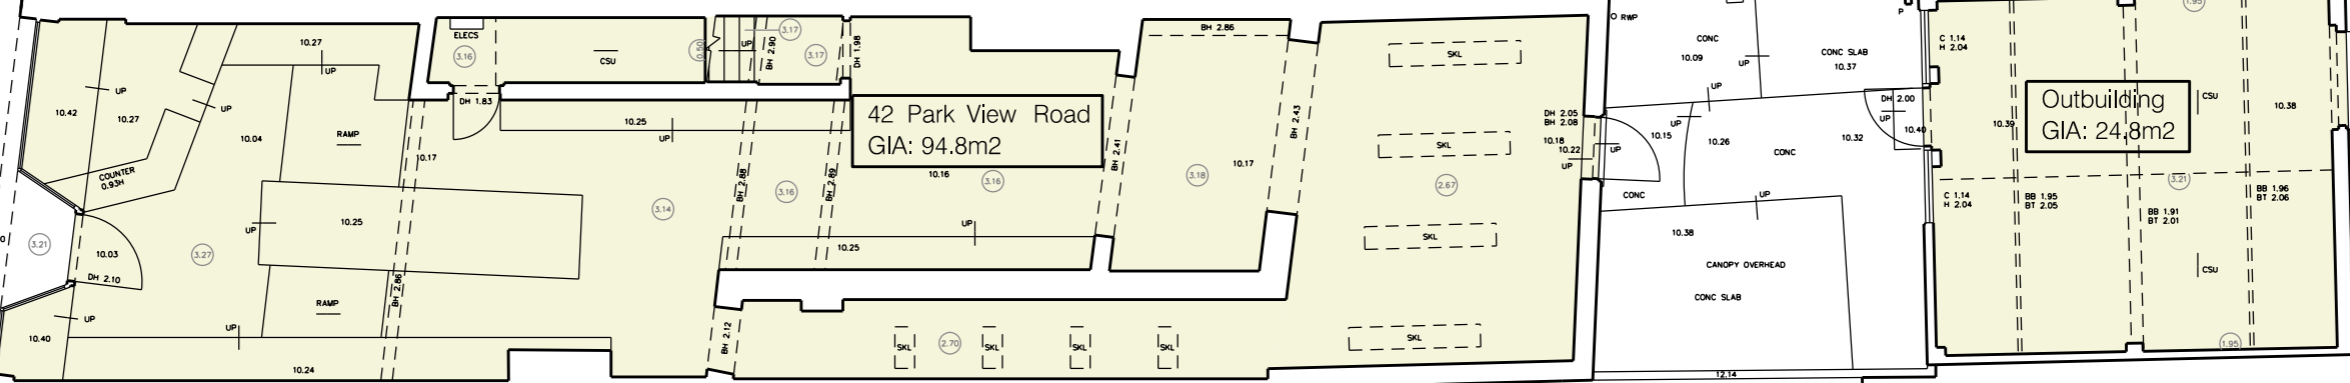 42 Park View Road
GIA: 94.8m2
Outbuilding
GIA: 24.8m2
10.27
UP
10.42
UP
10.27
UP
10.04
RAMP
COUNTER
0.93H
10.17
10.25
UP
3.21
10.03
DH 2.10
3.27
RAMP
BH 2.86
10.40
UP
UP
10.24
ELECS
3.16
DH 1.83
CSU
UP
BH 2.90
3.17
3.17
DH 1.98
10.25
UP
3.14
BH 2.88
3.16
BH 2.89
10.16
3.16
UP
10.25
BH 2.41
BH 2.86
3.18
10.17
BH 2.43
BH 2.12
SKL
2.70
SKL
SKL
SKL
SKL
SKL
SKL
SKL
2.67
DH 2.05
BH 2.08
10.18
10.22
UP
UP
RWP
CONC
10.09
UP
CONC SLAB
10.37
P
UP
10.15
UP
10.26
CONC
10.32
DH 2.00
UP
10.40
CONC
UP
10.38
CANOPY OVERHEAD
CONC SLAB
12.14
C 1.14
H 2.04
10.39
CSU
10.38
1.95
C 1.14
H 2.04
BB 1.95
BT 2.05
3.21
BB 1.91
BT 2.01
BB 1.96
BT 2.06
CSU
1.95